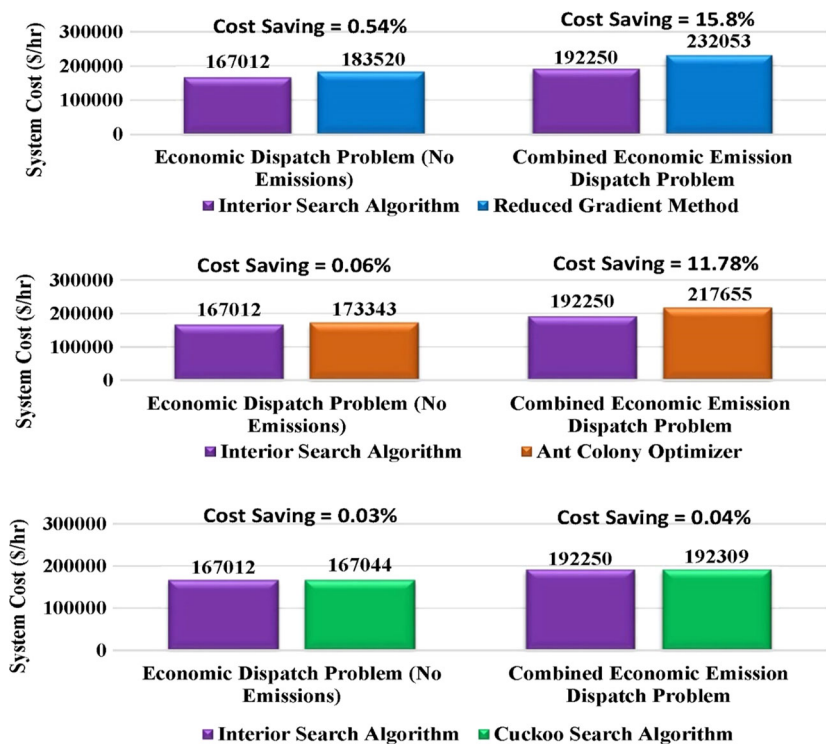 Cost Saving = 0.54%
Cost Saving = 15.8%
System Cost ($/hr)
300000
200000
100000
0
167012
183520
192250
232053
Economic Dispatch Problem (No
Emissions)
Combined Economic Emission
Dispatch Problem
Interior Search Algorithm
Reduced Gradient Method
Cost Saving = 0.06%
Cost Saving = 11.78%
System Cost ($/hr)
300000
200000
100000
0
167012
173343
192250
217655
Economic Dispatch Problem (No
Emissions)
Combined Economic Emission
Dispatch Problem
Interior Search Algorithm
Ant Colony Optimizer
Cost Saving = 0.03%
Cost Saving = 0.04%
System Cost ($/hr)
300000
200000
100000
0
167012
167044
192250
192309
Economic Dispatch Problem (No
Emissions)
Combined Economic Emission
Dispatch Problem
Interior Search Algorithm
Cuckoo Search Algorithm